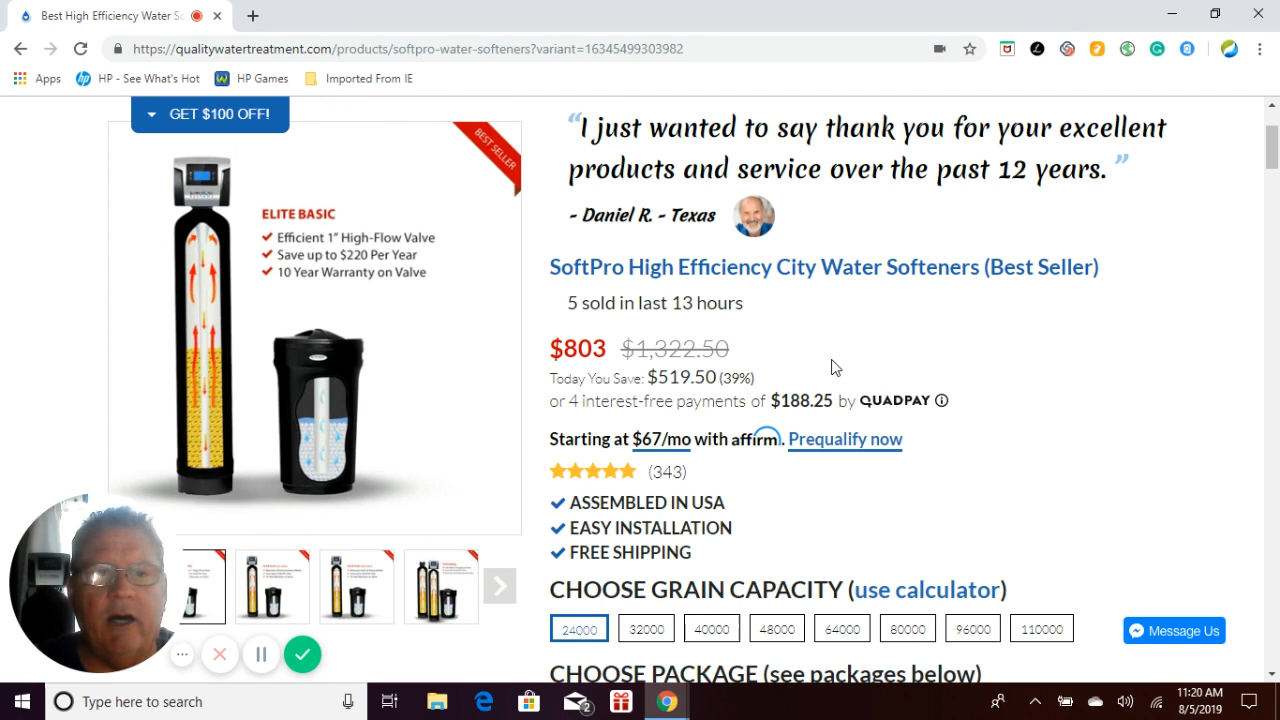 Best High Efficiency Water Sc
https://qualitywatertreatment.com/products/softpro-water-softeners?variant=16345499303982
Apps
HP - See What's Hot
HP Games
Imported From IE
GET $100 OFF!
BEST SELLER
ELITE BASIC
Efficient 1" High-Flow Valve
Save up to $220 Per Year
10 Year Warranty on Valve
“I just wanted to say thank you for your excellent
products and service over the past 12 years.”
- Daniel R. - Texas
SoftPro High Efficiency City Water Softeners (Best Seller)
5 sold in last 13 hours
$803 $1,322.50
Today You Save: $519.50 (39%)
or 4 interest-free payments of $188.25 by QUADPAY
Starting at $67/mo with affirm. Prequalify now
(343)
ASSEMBLED IN USA
EASY INSTALLATION
FREE SHIPPING
CHOOSE GRAIN CAPACITY (use calculator)
24000 32000 40000 48000 64000 80000 96000 110000
Message Us
CHOOSE PACKAGE (see packages below)
Type here to search
2
11:20 AM
8/5/2019